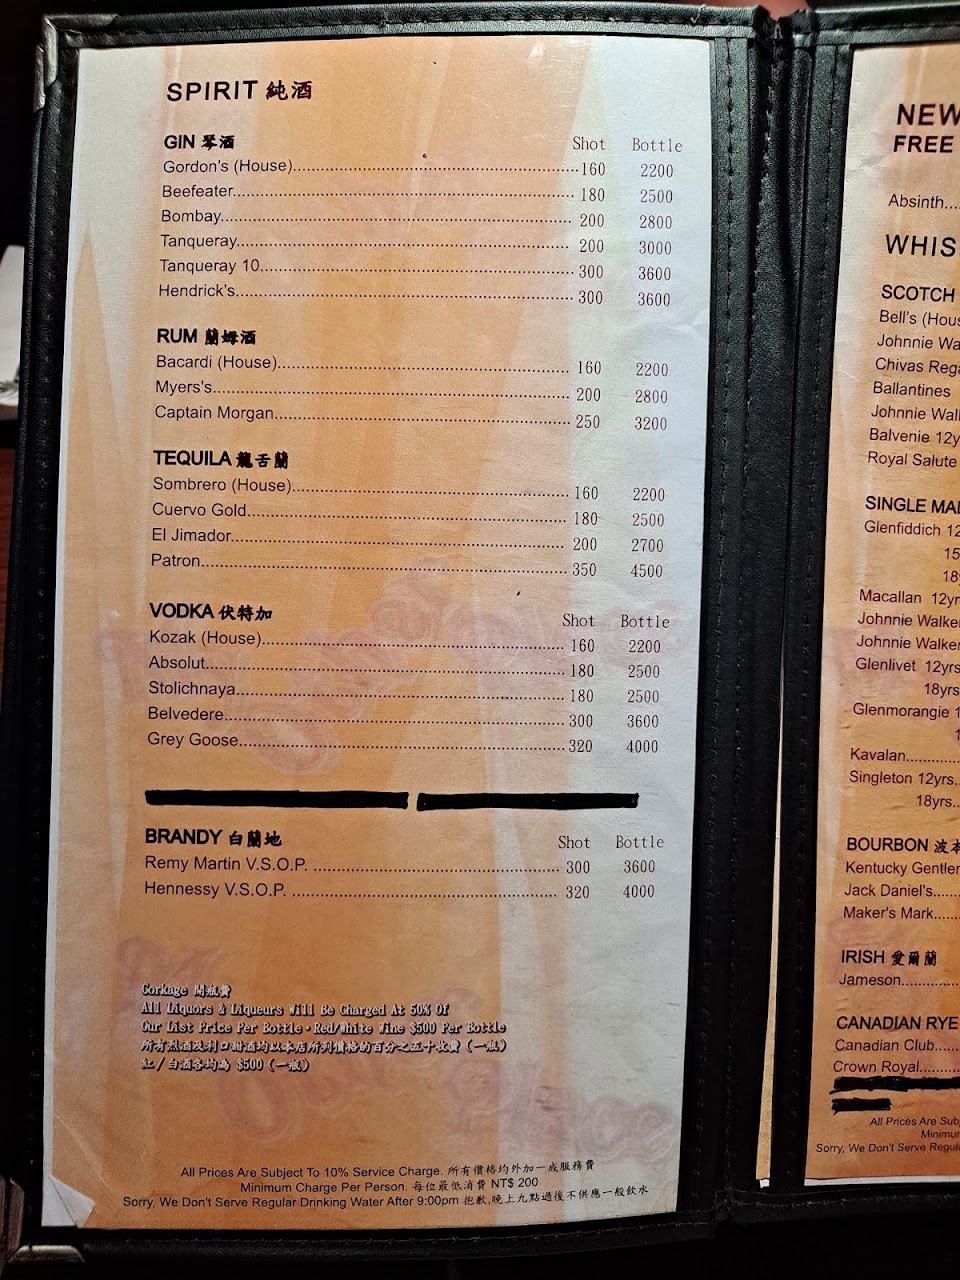 SPIRIT 純酒
GIN 琴酒 Shot Bottle
Gordon's (House)...160 2200
Beefeater...180 2500
Bombay...200 2800
Tanqueray...200 3000
Tanqueray 10...300 3600
Hendrick's...300 3600
RUM 蘭姆酒
Bacardi (House)...160 2200
Myers's...200 2800
Captain Morgan...250 3200
TEQUILA 龍舌蘭
Sombrero (House)...160 2200
Cuervo Gold...180 2500
El Jimador...200 2700
Patron...350 4500
VODKA 伏特加 Shot Bottle
Kozak (House)...160 2200
Absolut...180 2500
Stolichnaya...180 2500
Belvedere...300 3600
Grey Goose...320 4000
BRANDY 白蘭地 Shot Bottle
Remy Martin V.S.O.P. ...300 3600
Hennessy V.S.O.P. ...320 4000
Corkage 開瓶費
All Liquors & Liqueurs Will Be Charged At 50% Of
Our List Price Per Bottle·Red/White Wine $500 Per Bottle
所有烈酒及利口甜酒均以本店所列價格的百分之五十收費（一瓶）
紅/白酒各均為 $500（一瓶）
All Prices Are Subject To 10% Service Charge. 所有價格均外加一成服務費
Minimum Charge Per Person. 每位最低消費 NT$ 200
Sorry, We Don't Serve Regular Drinking Water After 9:00pm 抱歉,晚上九點過後不供應一般飲水
NEW
FREE
Absinth....
WHIS
SCOTCH
Bell's (Hous
Johnnie Wa
Chivas Rega
Ballantines
Johnnie Wal
Balvenie 12y
Royal Salute
SINGLE MAL
Glenfiddich 12
15
18y
Macallan 12yr
Johnnie Walker
Johnnie Walker
Glenlivet 12yrs
18yrs
Glenmorangie 1
1
Kavalan...
Singleton 12yrs..
18yrs..
BOURBON 波本
Kentucky Gentler
Jack Daniel's...
Maker's Mark...
IRISH 愛爾蘭
Jameson...
CANADIAN RYE
Canadian Club...
Crown Royal...
All Prices Are Subj
Minimum
Sorry, We Don't Serve Regula